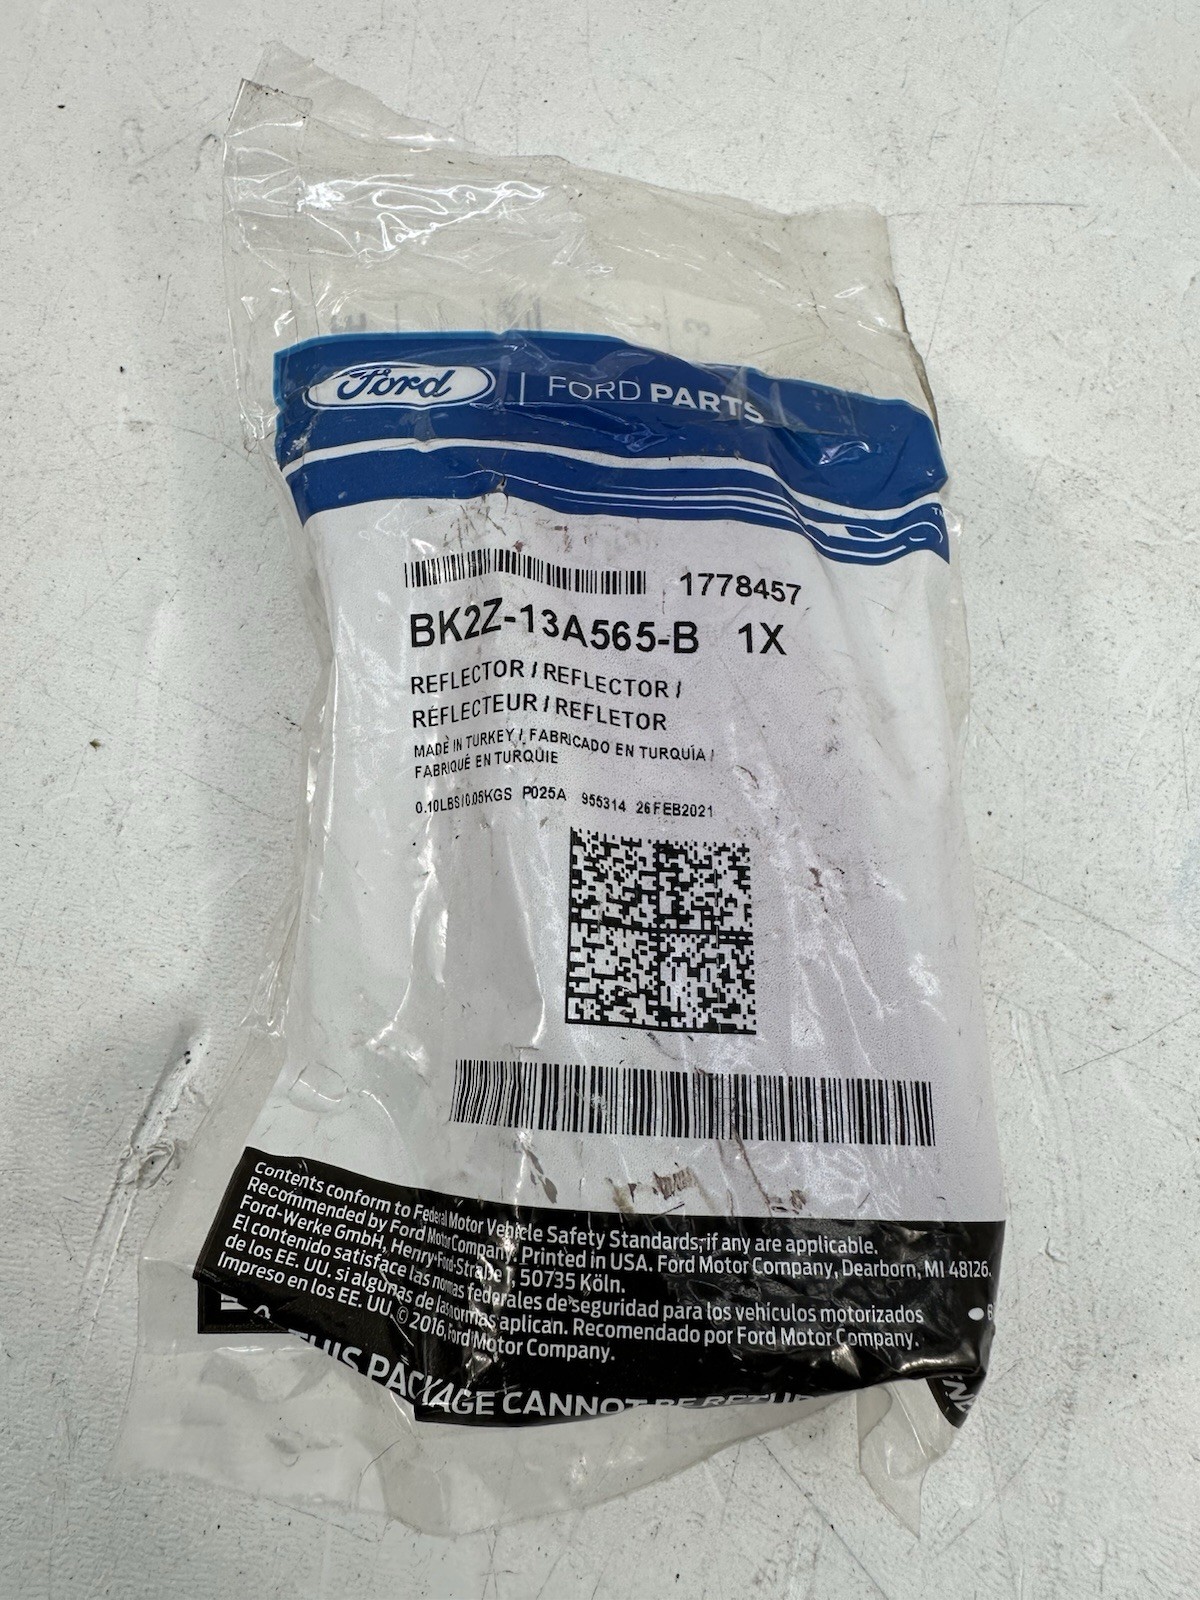 Ford | FORD PARTS
1778457
BK2Z-13A565-B 1X
REFLECTOR / REFLECTOR /
RÉFLECTEUR / REFLETOR
MADE IN TURKEY / FABRICADO EN TURQUÍA /
FABRIQUÉ EN TURQUIE
0.10LBS/0.05KGS P025A 955314 26FEB2021
Contents conform to Federal Motor Vehicle Safety Standards, if any are applicable.
Recommended by Ford Motor Company. Printed in USA. Ford Motor Company, Dearborn, MI 48126.
Ford-Werke GmbH, Henry-Ford-Straße 1, 50735 Köln.
El contenido satisface las normas federales de seguridad para los vehículos motorizados
de los EE. UU. si algunas de las normas aplican. Recomendado por Ford Motor Company.
Impreso en los EE. UU. © 2016, Ford Motor Company.
THIS PACKAGE CANNOT BE